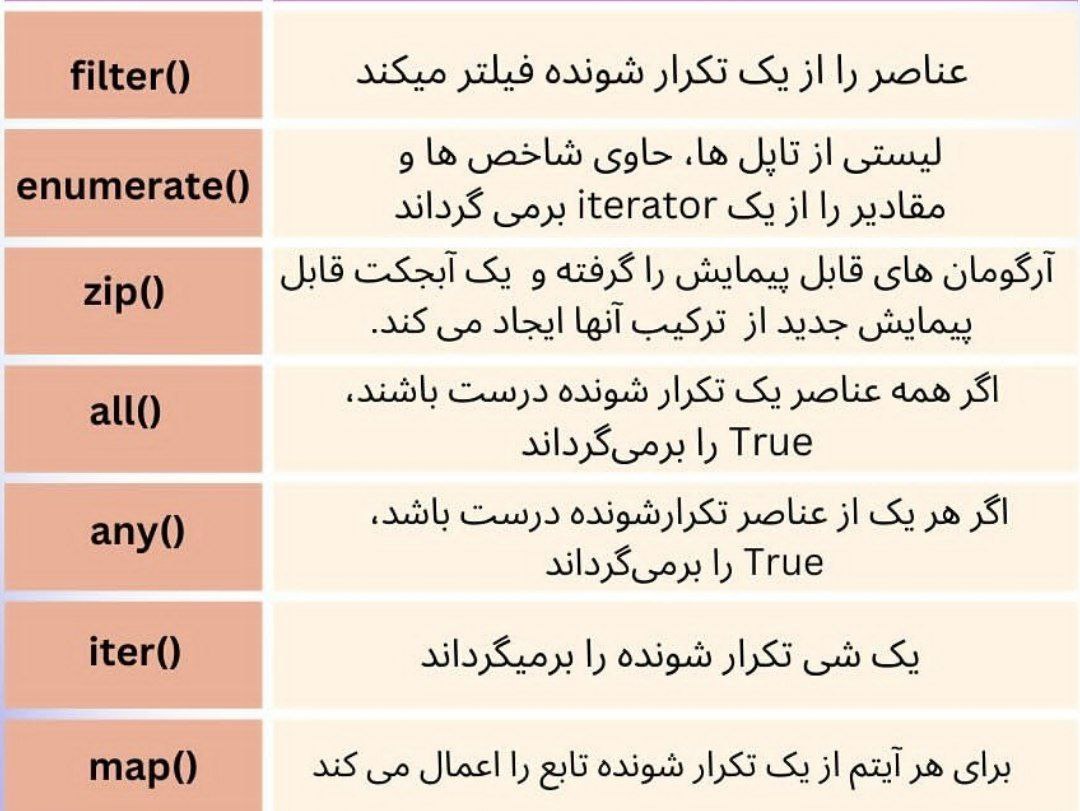 filter()
عناصر را از یک تکرار شونده فیلتر میکند
enumerate()
لیستی از تاپل ها، حاوی شاخص ها و
مقادیر را از یک iterator برمی گرداند
zip()
آرگومان های قابل پیمایش را گرفته و یک آبجکت قابل
پیمایش جدید از ترکیب آنها ایجاد می کند.
all()
اگر همه عناصر یک تکرار شونده درست باشند،
True را برمی‌گرداند
any()
اگر هر یک از عناصر تکرارشونده درست باشد،
True را برمی‌گرداند
iter()
یک شی تکرار شونده را برمیگرداند
map()
برای هر آیتم از یک تکرار شونده تابع را اعمال می کند